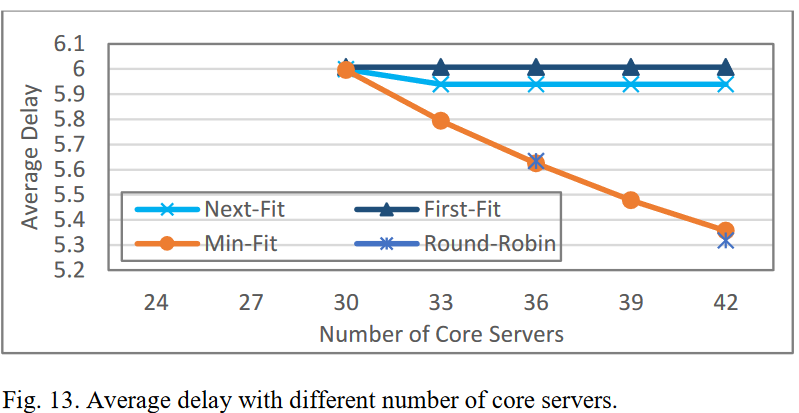 6.1
6
5.9
5.8
5.7
5.6
5.5
5.4
5.3
5.2
Average Delay
Next-Fit First-Fit
Min-Fit Round-Robin
24 27 30 33 36 39 42
Number of Core Servers
Fig. 13. Average delay with different number of core servers.